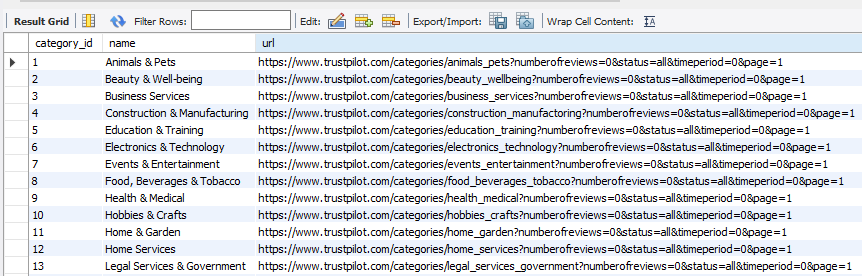 Result Grid Filter Rows: Edit: Export/Import: Wrap Cell Content: IA
category_id name url
1 Animals & Pets https://www.trustpilot.com/categories/animals_pets?numberofreviews=0&status=all&timeperiod=0&page=1
2 Beauty & Well-being https://www.trustpilot.com/categories/beauty_wellbeing?numberofreviews=0&status=all&timeperiod=0&page=1
3 Business Services https://www.trustpilot.com/categories/business_services?numberofreviews=0&status=all&timeperiod=0&page=1
4 Construction & Manufacturing https://www.trustpilot.com/categories/construction_manufactoring?numberofreviews=0&status=all&timeperiod=0&page=1
5 Education & Training https://www.trustpilot.com/categories/education_training?numberofreviews=0&status=all&timeperiod=0&page=1
6 Electronics & Technology https://www.trustpilot.com/categories/electronics_technology?numberofreviews=0&status=all&timeperiod=0&page=1
7 Events & Entertainment https://www.trustpilot.com/categories/events_entertainment?numberofreviews=0&status=all&timeperiod=0&page=1
8 Food, Beverages & Tobacco https://www.trustpilot.com/categories/food_beverages_tobacco?numberofreviews=0&status=all&timeperiod=0&page=1
9 Health & Medical https://www.trustpilot.com/categories/health_medical?numberofreviews=0&status=all&timeperiod=0&page=1
10 Hobbies & Crafts https://www.trustpilot.com/categories/hobbies_crafts?numberofreviews=0&status=all&timeperiod=0&page=1
11 Home & Garden https://www.trustpilot.com/categories/home_garden?numberofreviews=0&status=all&timeperiod=0&page=1
12 Home Services https://www.trustpilot.com/categories/home_services?numberofreviews=0&status=all&timeperiod=0&page=1
13 Legal Services & Government https://www.trustpilot.com/categories/legal_services_government?numberofreviews=0&status=all&timeperiod=0&page=1